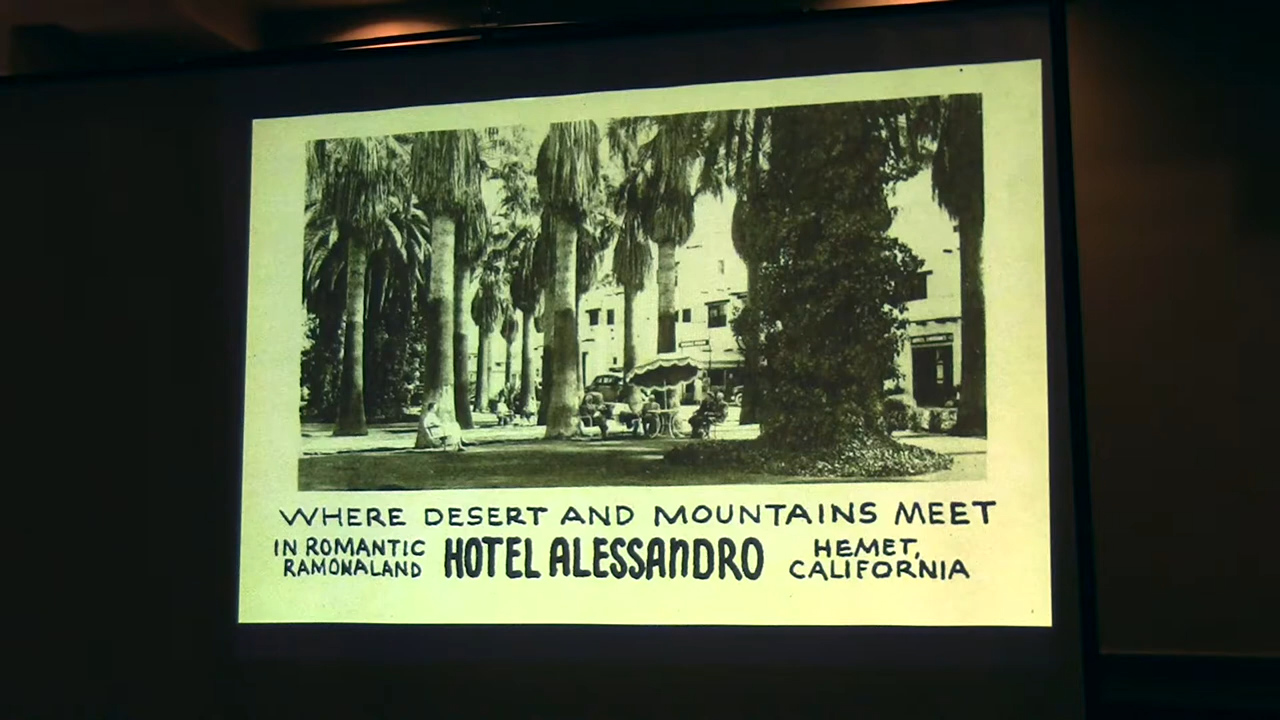 WHERE DESERT AND MOUNTAINS MEET
IN ROMANTIC
RAMONALAND
HOTEL ALESSANDRO
HEMET,
CALIFORNIA